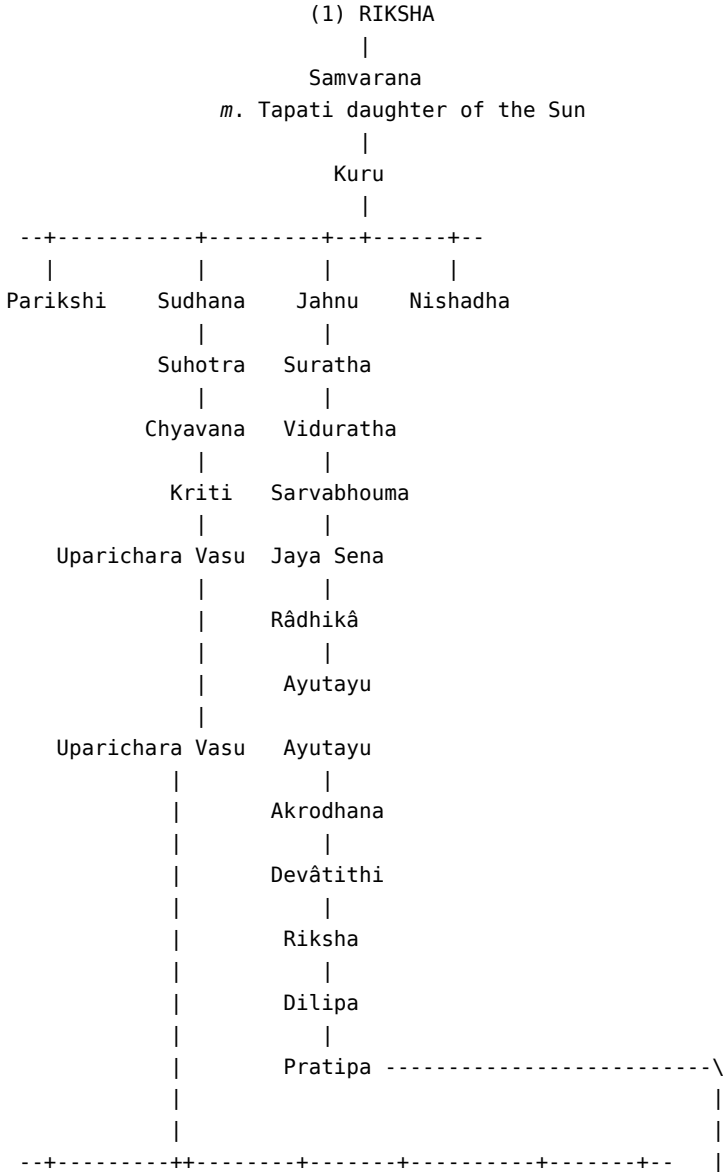 (1) RIKSHA
|
Samvarana
m. Tapati daughter of the Sun
|
Kuru
|
--+-----------+---------+--+------+--
| | | |
Parikshi Sudhana Jahnu Nishadha
| |
Suhotra Suratha
| |
Chyavana Viduratha
| |
Kriti Sarvabhouma
| |
Uparichara Vasu Jaya Sena
| |
| Râdhikâ
| |
| Ayutayu
|
Uparichara Vasu Ayutayu
| |
| Akrodhana
| |
| Devâtithi
| |
| Riksha
| |
| Dilipa
| |
| Pratipa --------------------------\
| |
| |
--+---------++--------+-------+----------+-------+-- |